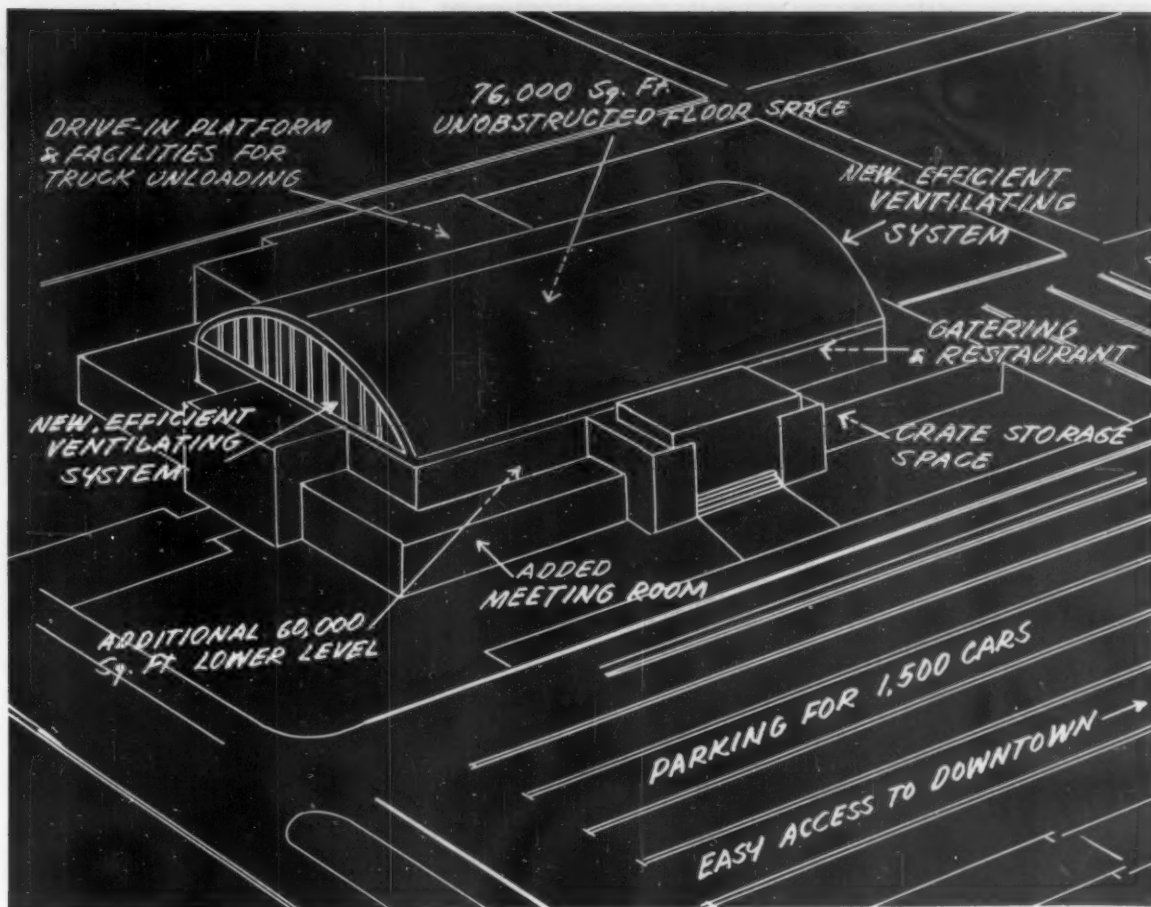 76,000 Sq. Ft.
UNOBSTRUCTED FLOOR SPACE
DRIVE-IN PLATFORM
& FACILITIES FOR
TRUCK UNLOADING
NEW EFFICIENT
VENTILATING
SYSTEM
CATERING
& RESTAURANT
NEW EFFICIENT
VENTILATING
SYSTEM
CRATE STORAGE
SPACE
ADDED
MEETING ROOM
ADDITIONAL 60,000
Sq. Ft. LOWER LEVEL
PARKING FOR 1,500 CARS
EASY ACCESS TO DOWNTOWN